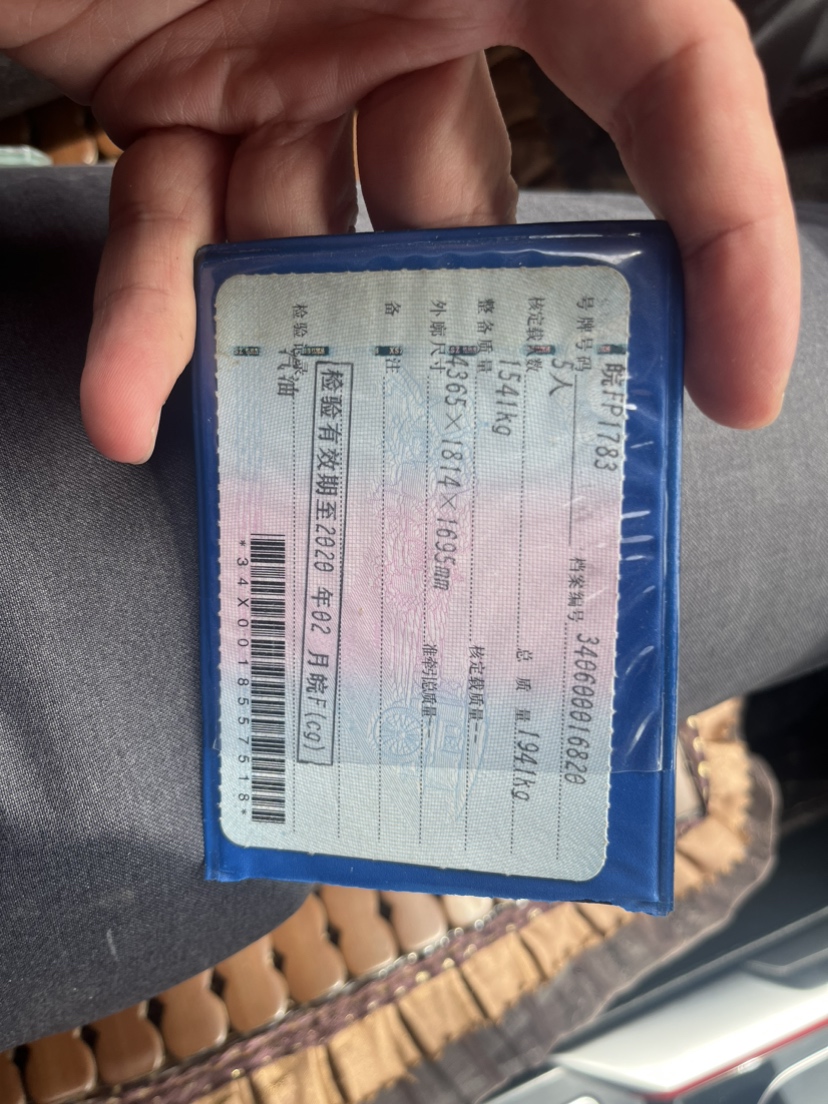 号牌号码 皖FP1783 档案编号 340600016820
核定载人数 5人 总质量 1941kg
整备质量 1541kg 核定载质量 --
外廓尺寸 4365×1814×1695mm 准牵引总质量 --
备注
检验有效期至2020年02月皖F(cg)
检验记录
汽油
*34X0018557518*